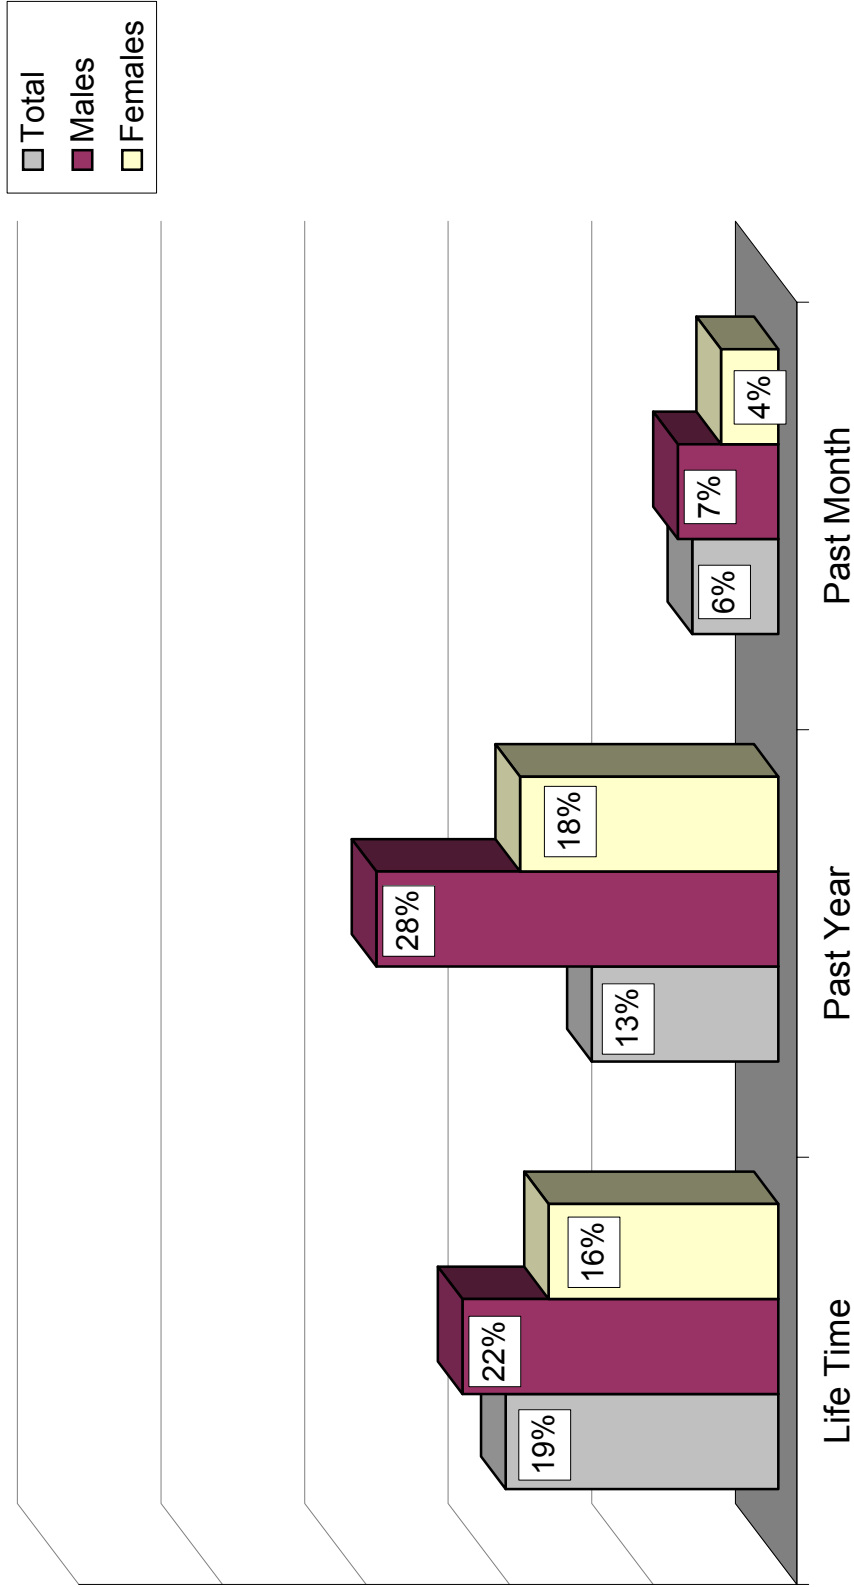 Total
Males
Females
19%
22%
16%
13%
28%
18%
6%
7%
4%
Life Time
Past Year
Past Month